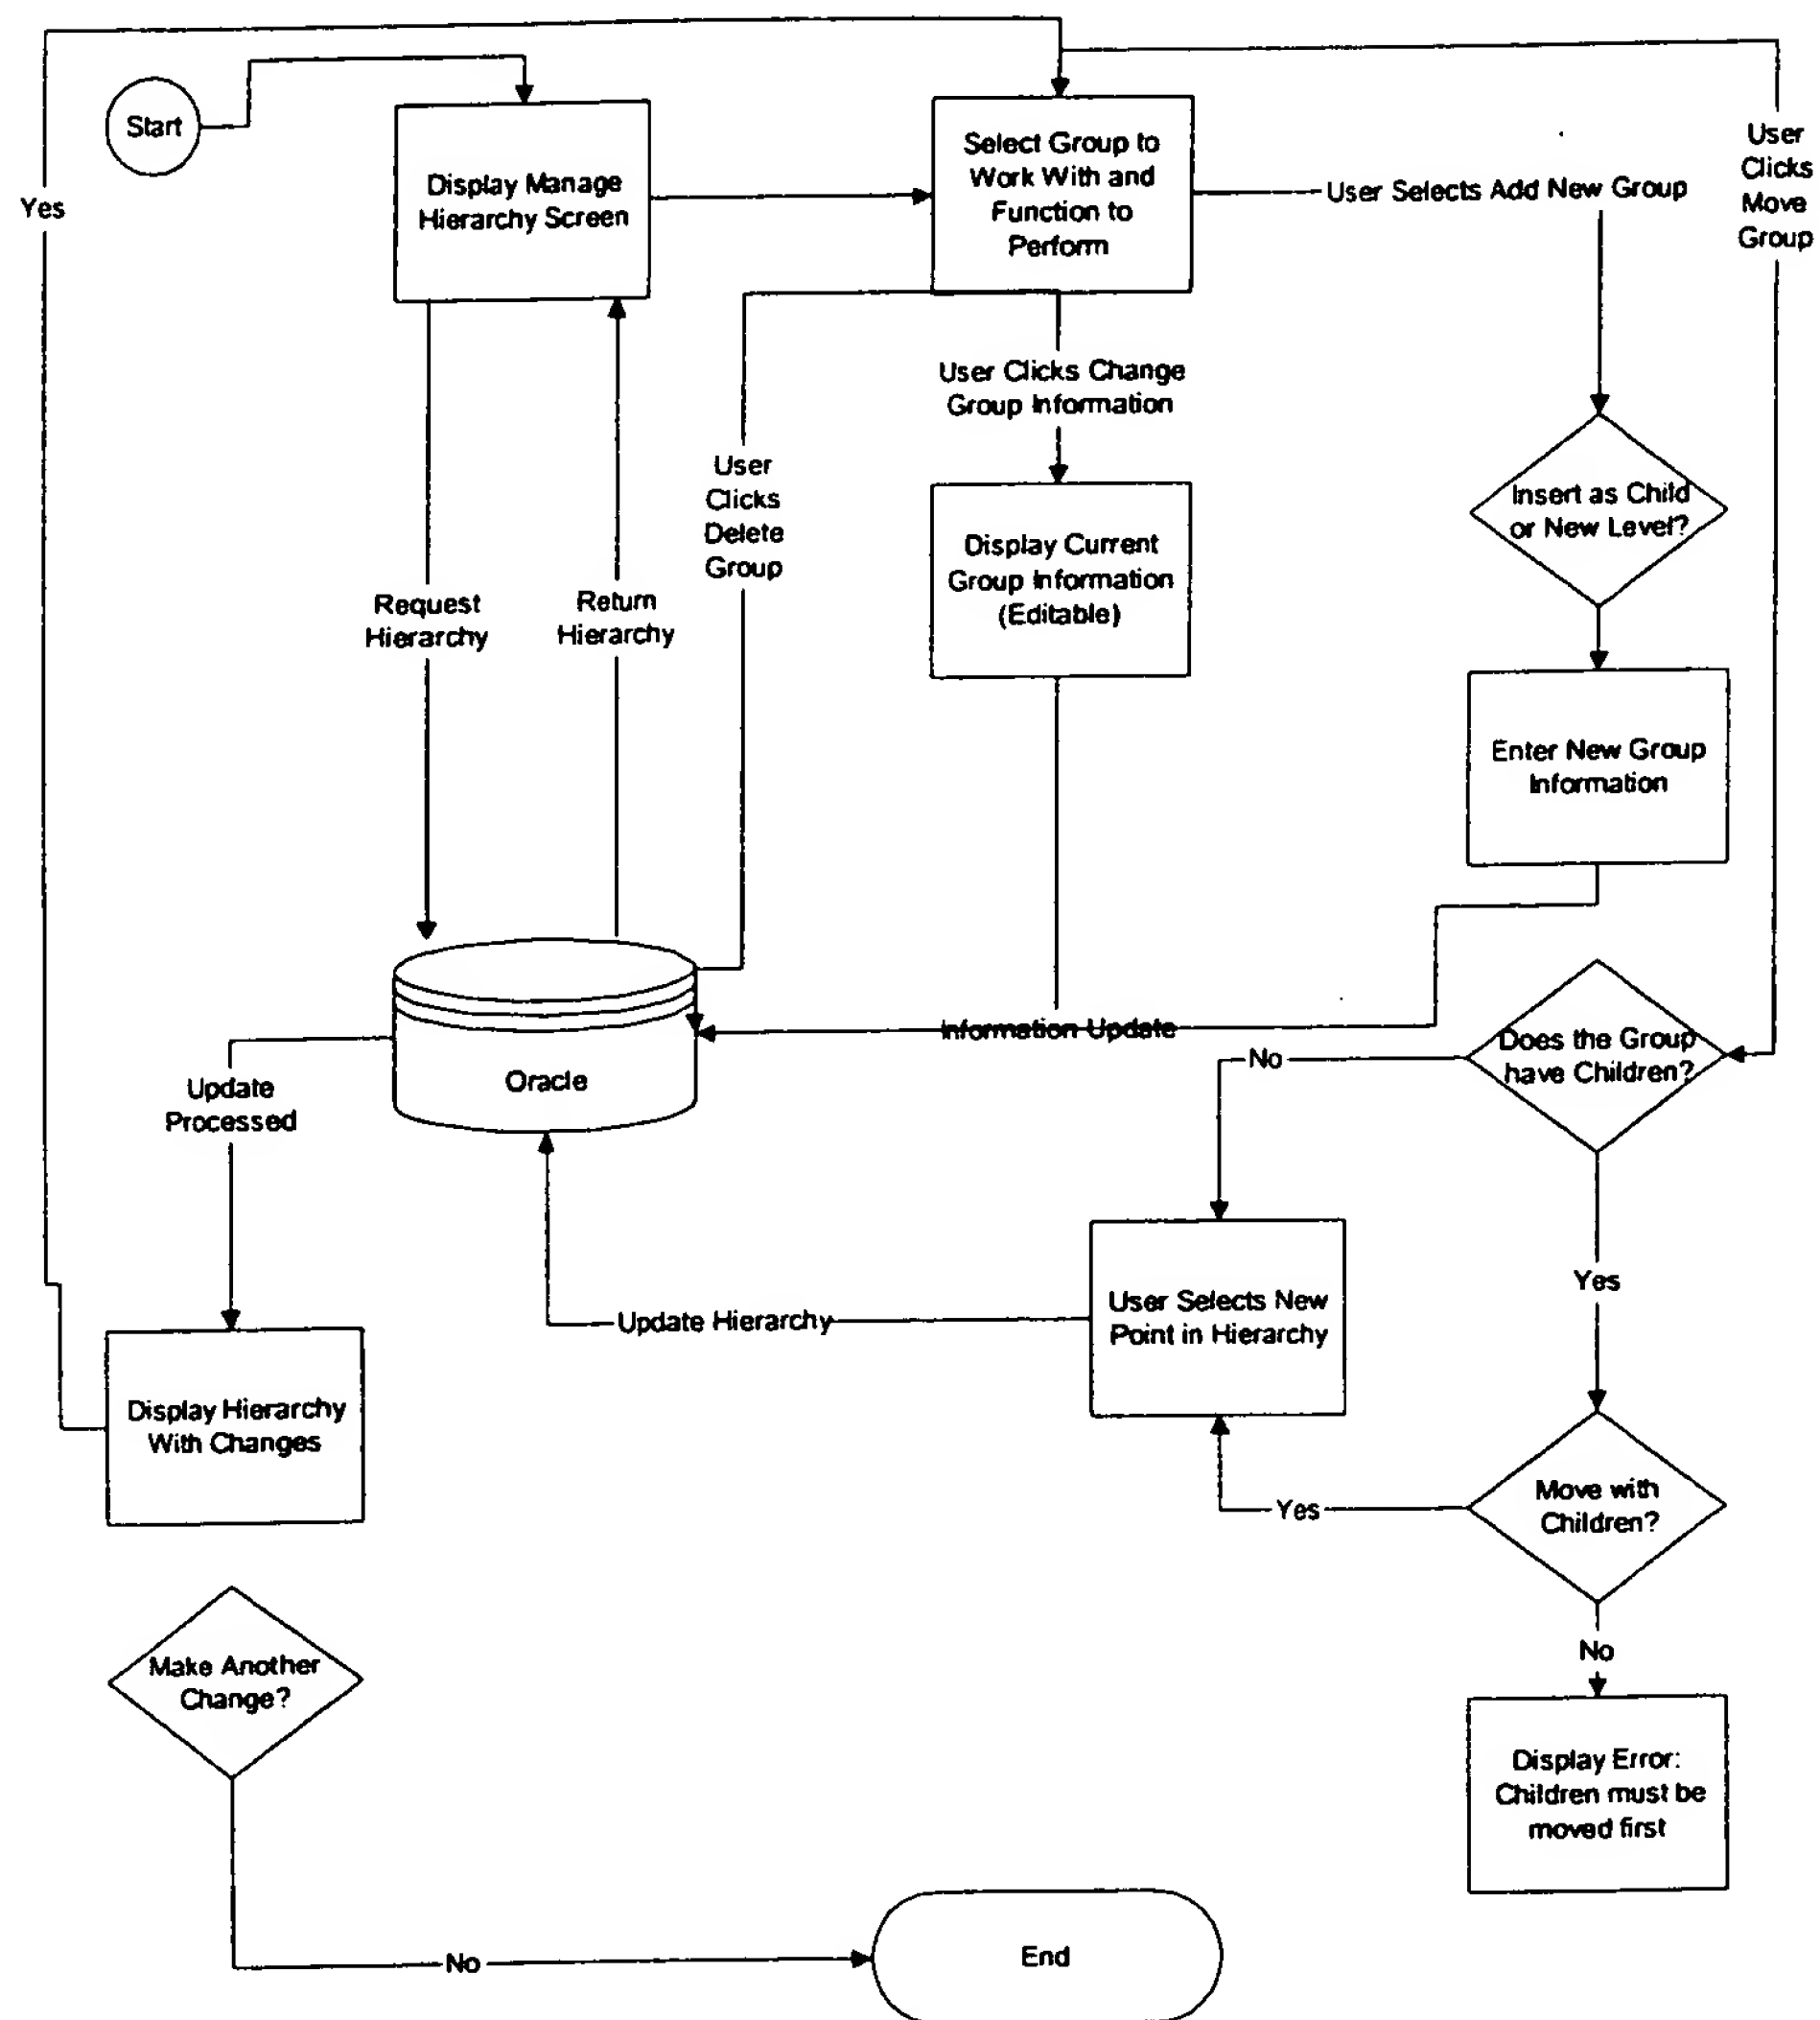 Start
Display Manage
Hierarchy Screen
Select Group to
Work With and
Function to
Perform
User Selects Add New Group
User
Clicks
Move
Group
Yes
User Clicks Change
Group Information
User
Clicks
Delete
Group
Insert as Child
or New Level?
Display Current
Group Information
(Editable)
Request
Hierarchy
Return
Hierarchy
Enter New Group
Information
Information Update
Does the Group
have Children?
No
Oracle
Update
Processed
Yes
User Selects New
Point in Hierarchy
Update Hierarchy
Display Hierarchy
With Changes
Move with
Children?
Yes
No
Make Another
Change?
Display Error:
Children must be
moved first
No
End